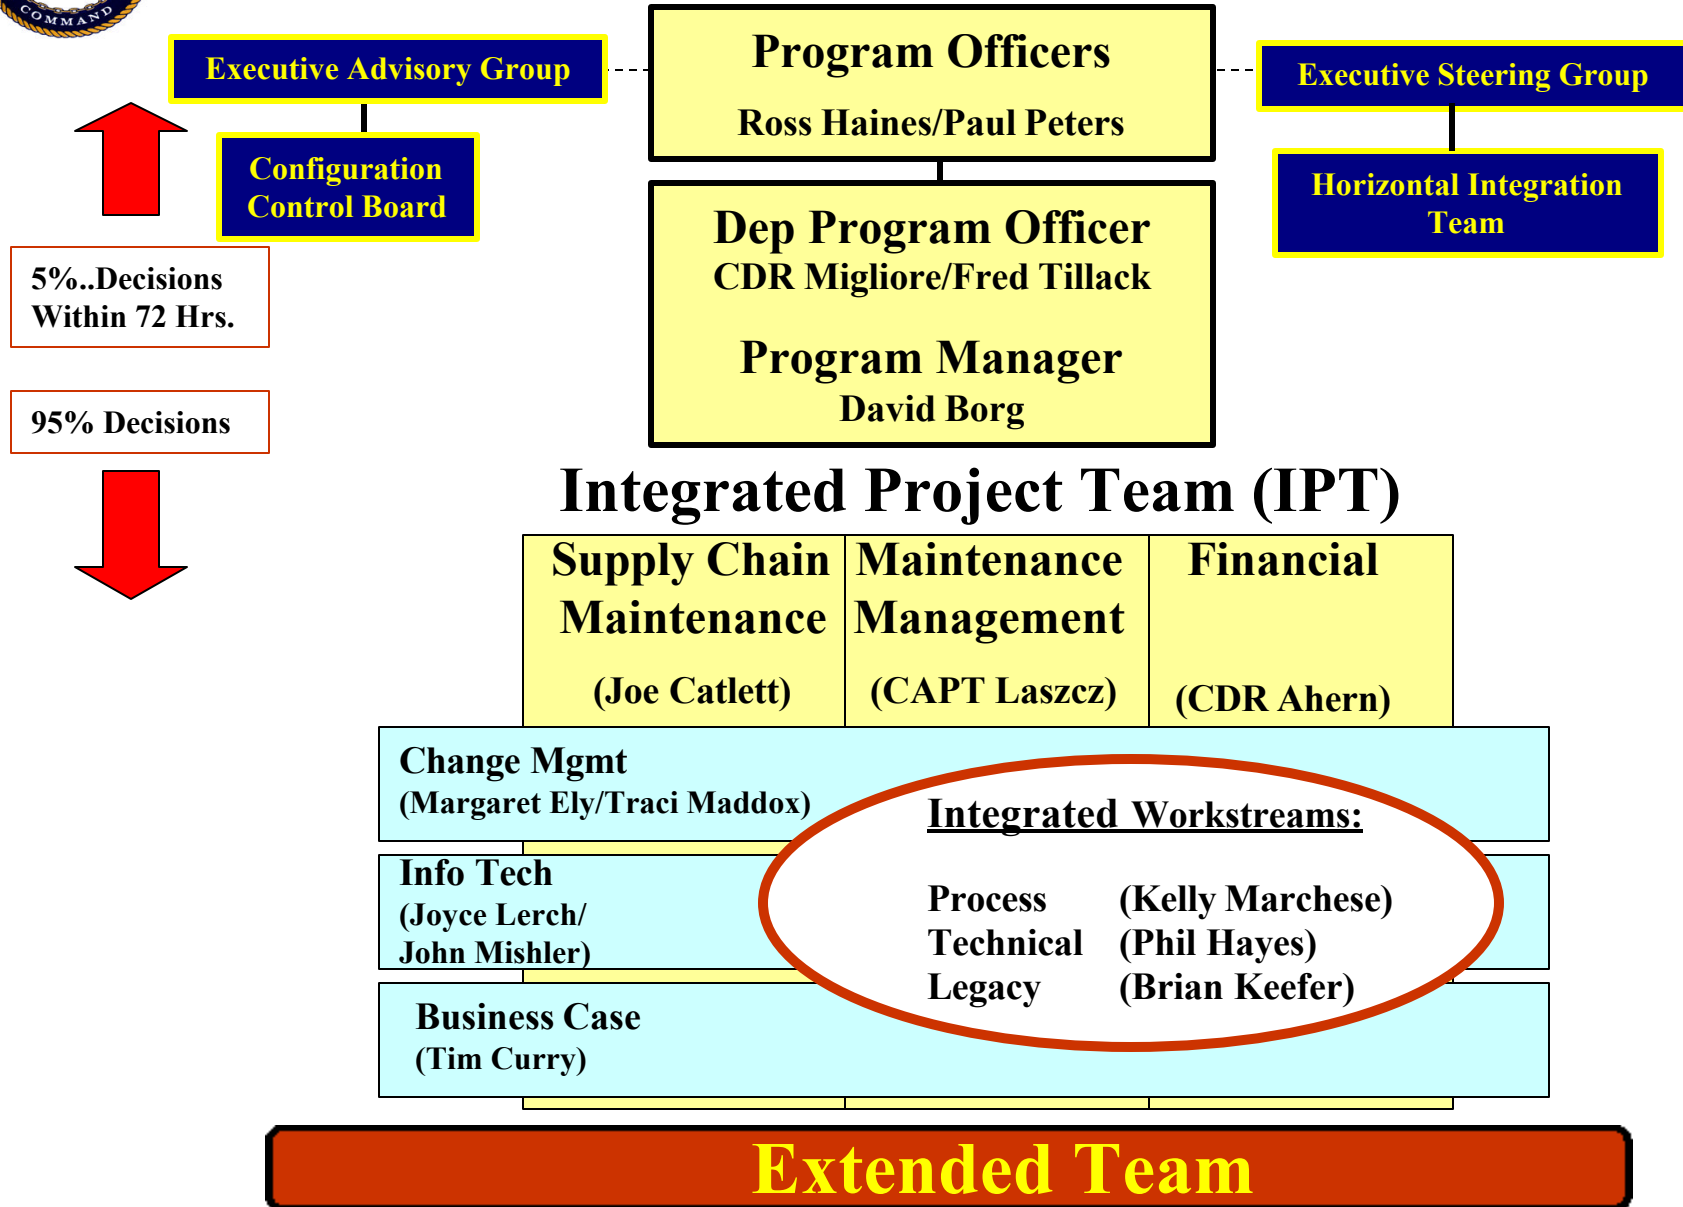 COMMAND
Executive Advisory Group
Configuration
Control Board
Program Officers
Ross Haines/Paul Peters
Executive Steering Group
Horizontal Integration
Team
Dep Program Officer
CDR Migliore/Fred Tillack
Program Manager
David Borg
5%..Decisions
Within 72 Hrs.
95% Decisions
Integrated Project Team (IPT)
Supply Chain
Maintenance
(Joe Catlett)
Maintenance
Management
(CAPT Laszcz)
Financial
(CDR Ahern)
Change Mgmt
(Margaret Ely/Traci Maddox)
Info Tech
(Joyce Lerch/
John Mishler)
Business Case
(Tim Curry)
Integrated Workstreams:
Process (Kelly Marchese)
Technical (Phil Hayes)
Legacy (Brian Keefer)
Extended Team